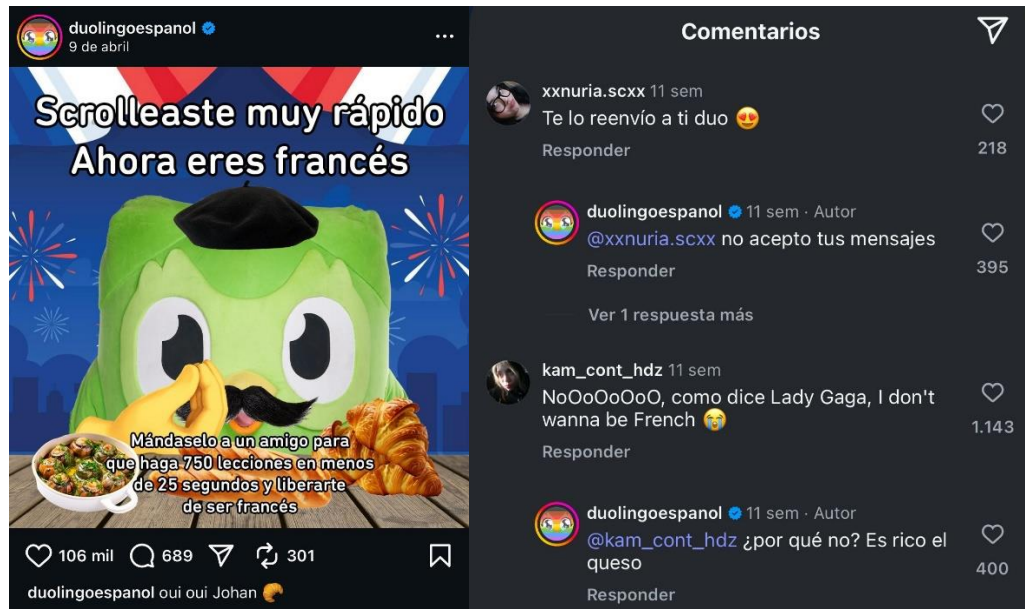 duolingoespanol
9 de abril
Scrolleaste muy rápido
Ahora eres francés
Mándaselo a un amigo para
que haga 750 lecciones en menos
de 25 segundos y liberarte
de ser francés
106 mil 689 301
duolingoespanol oui oui Johan 🥐
Comentarios
xxnuria.scxx 11 sem
Te lo reenvío a ti duo 😍
Responder
218
duolingoespanol 11 sem · Autor
@xxnuria.scxx no acepto tus mensajes
Responder
395
Ver 1 respuesta más
kam_cont_hdz 11 sem
NoOoOoOoO, como dice Lady Gaga, I don't
wanna be French 😭
Responder
1.143
duolingoespanol 11 sem · Autor
@kam_cont_hdz ¿por qué no? Es rico el
queso
Responder
400